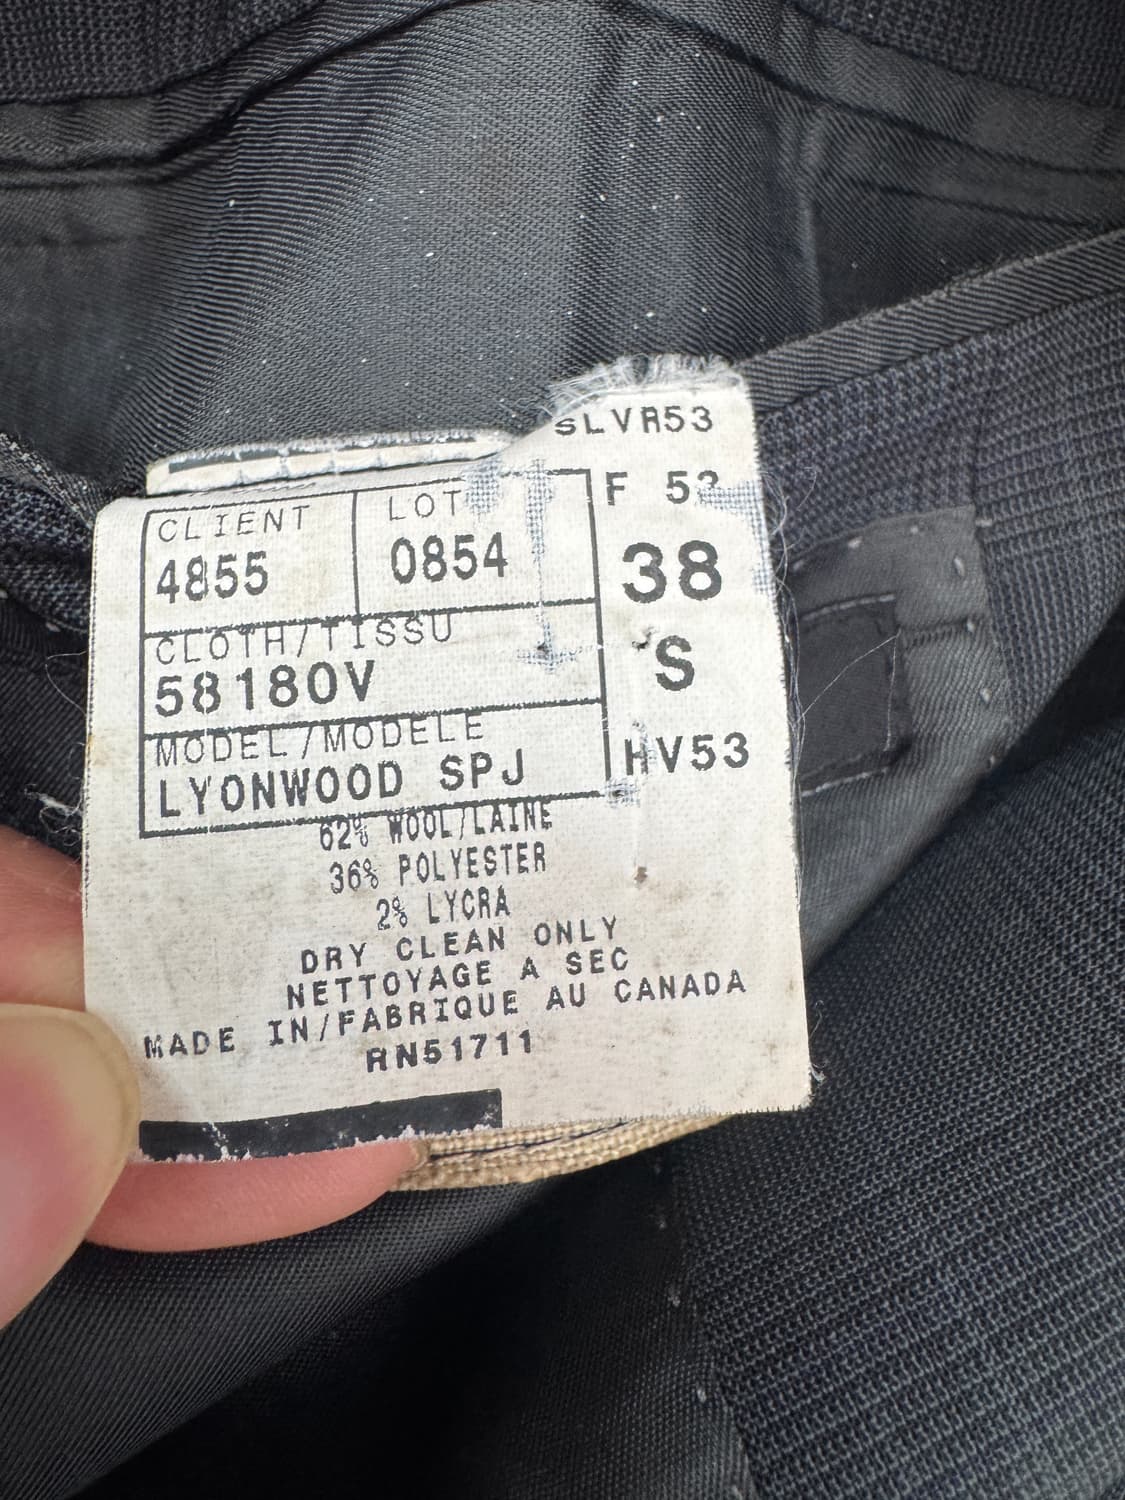 SLVR53
CLIENT LOT
4855 0854
F 53
38
S
HV53
CLOTH/TISSU
58180V
MODEL/MODELE
LYONWOOD SPJ
62% WOOL/LAINE
36% POLYESTER
2% LYCRA
DRY CLEAN ONLY
NETTOYAGE A SEC
MADE IN/FABRIQUE AU CANADA
RN51711